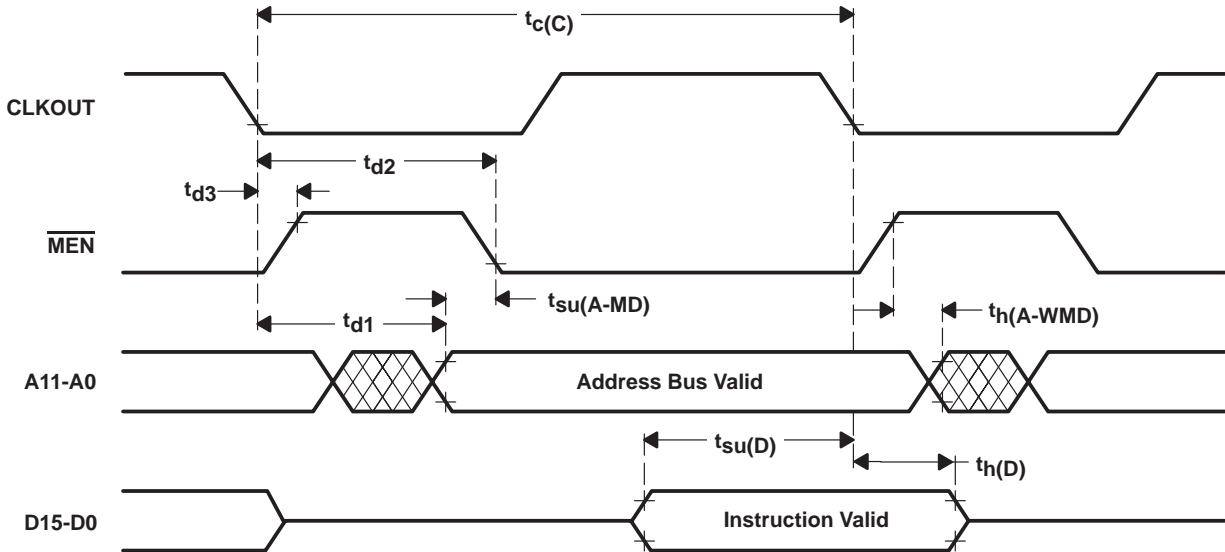 tc(C)
CLKOUT
td2
td3
MEN
tsu(A-MD)
td1
th(A-WMD)
A11-A0
Address Bus Valid
tsu(D)
th(D)
D15-D0
Instruction Valid